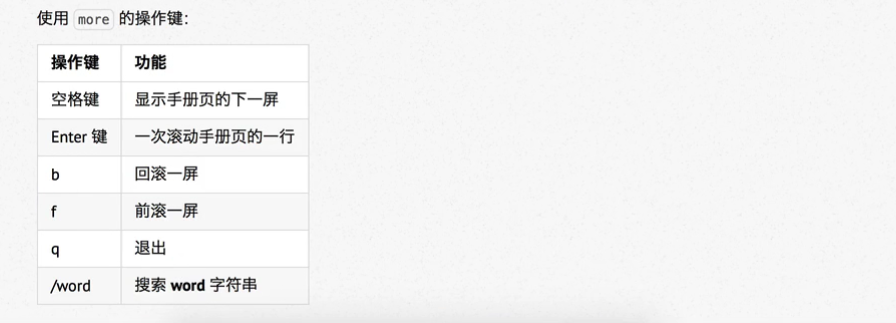 使用 more 的操作键：
操作键 功能
空格键 显示手册页的下一屏
Enter 键 一次滚动手册页的一行
b 回滚一屏
f 前滚一屏
q 退出
/word 搜索 word 字符串